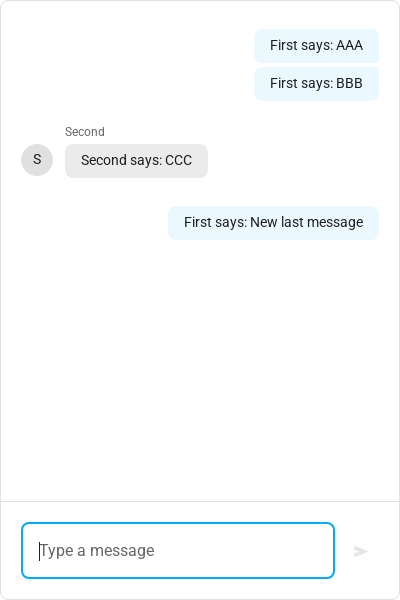 First says: AAA
First says: BBB
Second
S
Second says: CCC
First says: New last message
Type a message